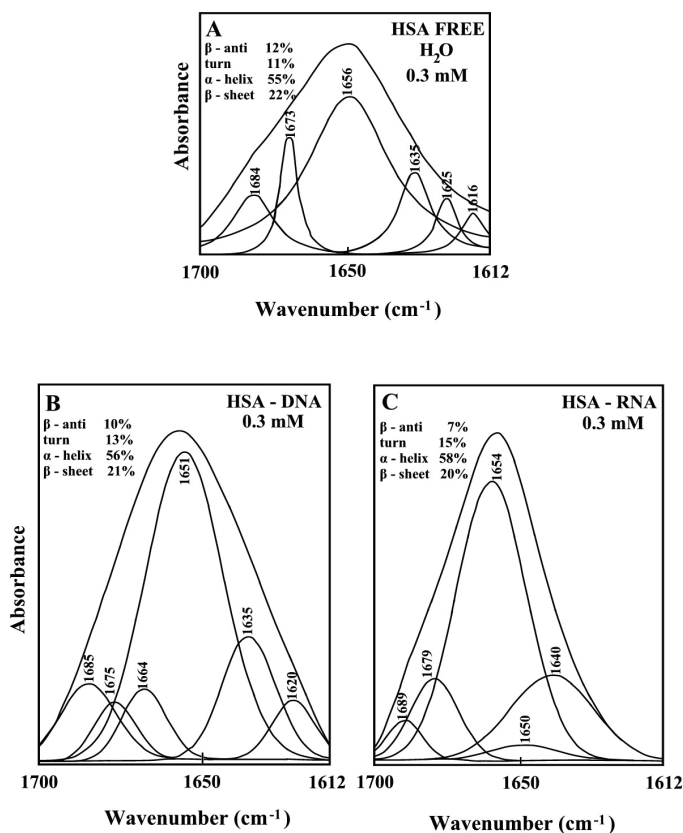 A
HSA FREE
H2O
0.3 mM
β - anti 12%
turn 11%
α - helix 55%
β - sheet 22%
1684
1673
1656
1635
1625
1616
Absorbance
1700
1650
1612
Wavenumber (cm-1)
B
HSA - DNA
0.3 mM
β - anti 10%
turn 13%
α - helix 56%
β - sheet 21%
1685
1675
1664
1651
1635
1620
Absorbance
1700
1650
1612
Wavenumber (cm-1)
C
HSA - RNA
0.3 mM
β - anti 7%
turn 15%
α - helix 58%
β - sheet 20%
1689
1679
1654
1650
1640
1700
1650
1612
Wavenumber (cm-1)